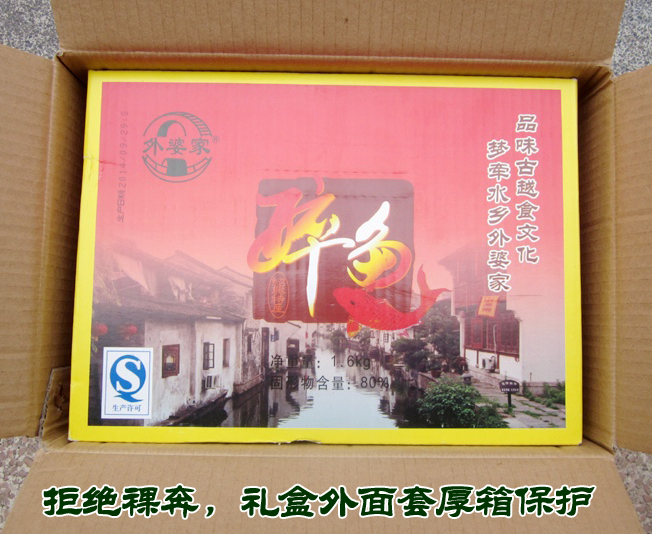 外婆家®
品味古越食文化
梦牵水乡外婆家
醉鱼
净重量：1.6kg
固形物含量：80%
生产许可
拒绝裸奔，礼盒外面套厚箱保护